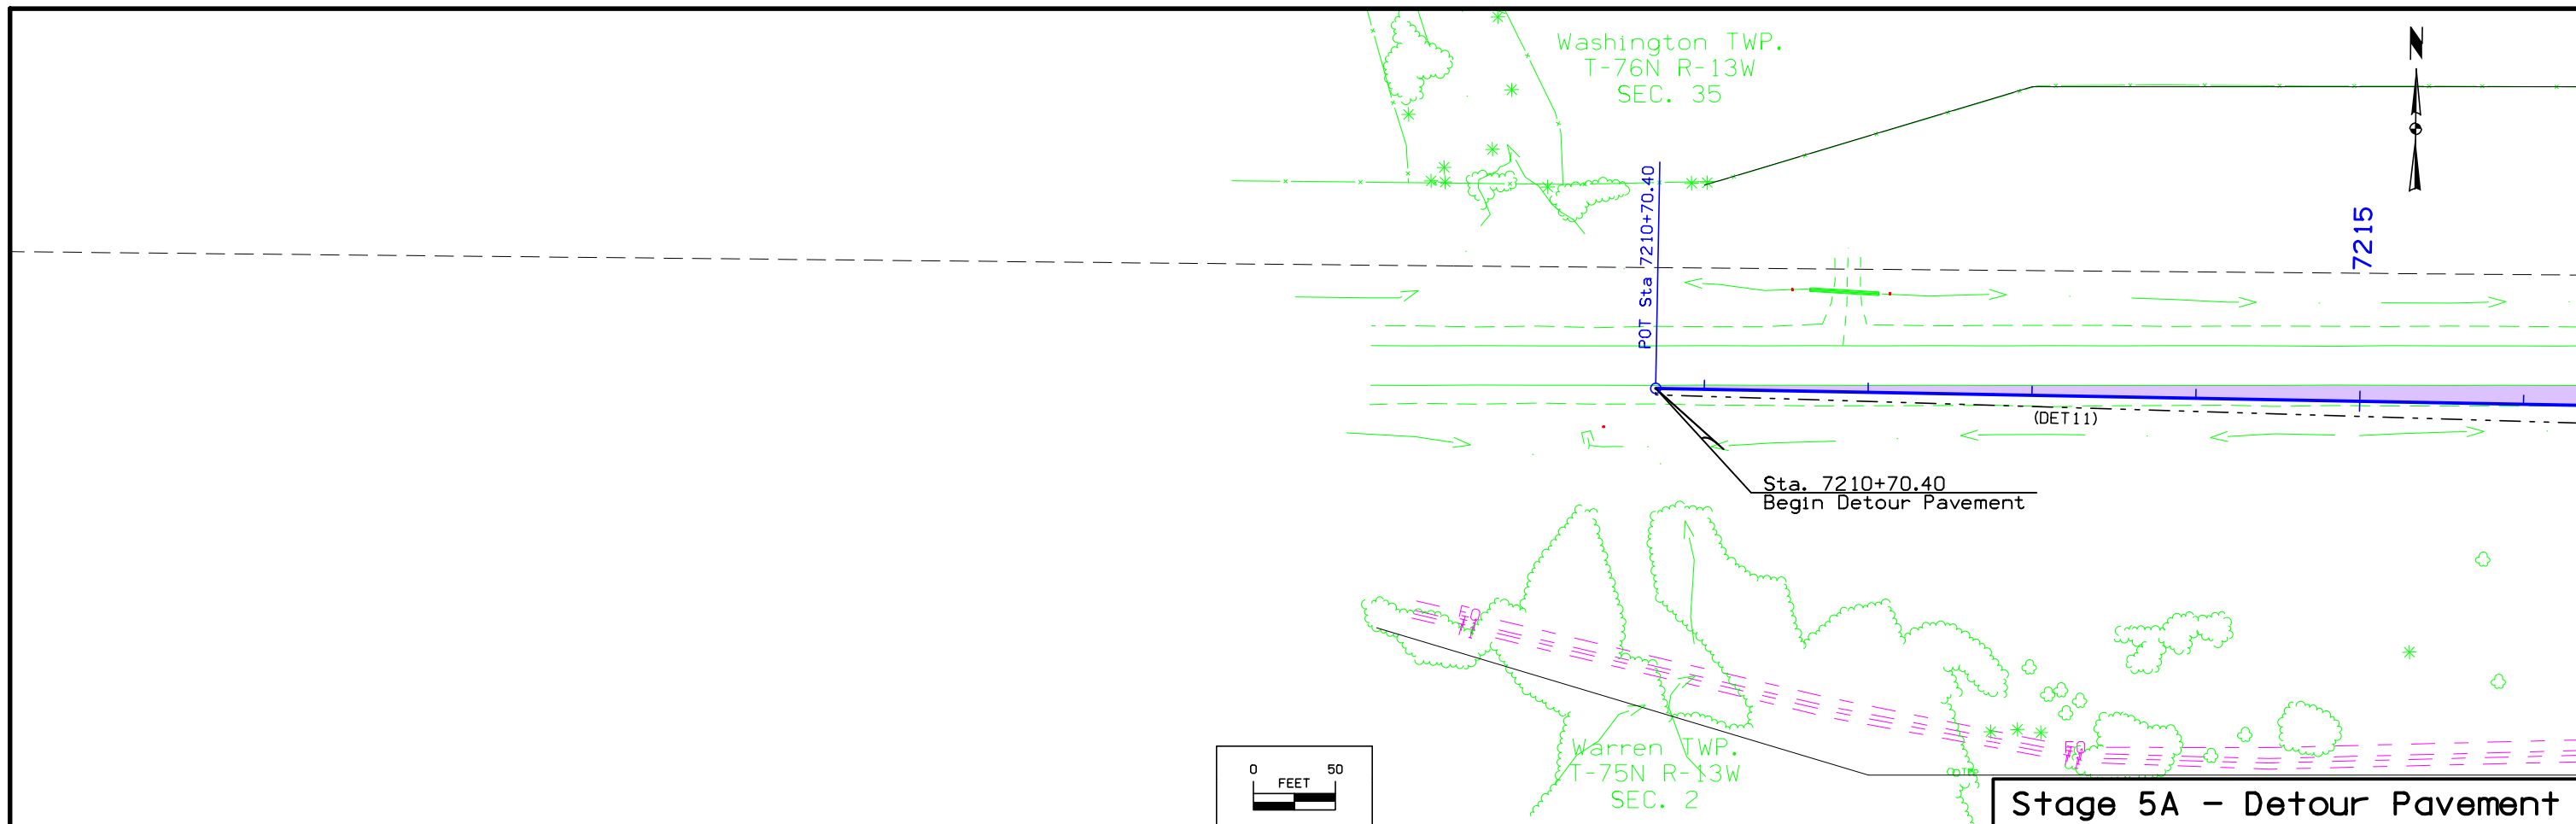 Washington TWP.
T-76N R-13W
SEC. 35
N
POT Sta 7210+70.40
7215
(DET11)
Sta. 7210+70.40
Begin Detour Pavement
FO
FO
Warren TWP.
T-75N R-13W
SEC. 2
0 50
FEET
Stage 5A - Detour Pavement